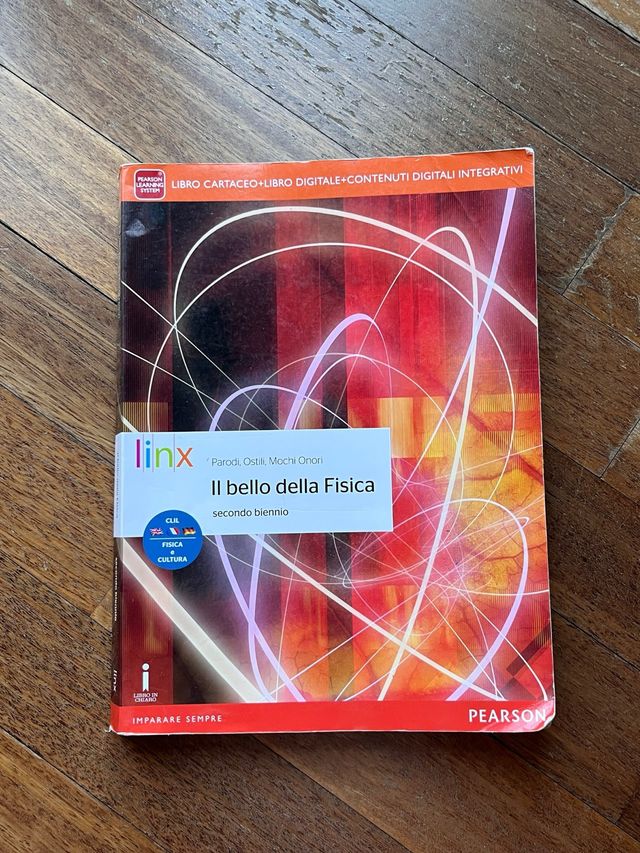 PEARSON
LEARNING
SYSTEM
LIBRO CARTACEO+LIBRO DIGITALE+CONTENUTI DIGITALI INTEGRATIVI
linx
Parodi, Ostili, Mochi Onori
Il bello della Fisica
secondo biennio
CLIL
FISICA
e
CULTURA
linx
i
LIBRO IN
CHIARO
IMPARARE SEMPRE
PEARSON